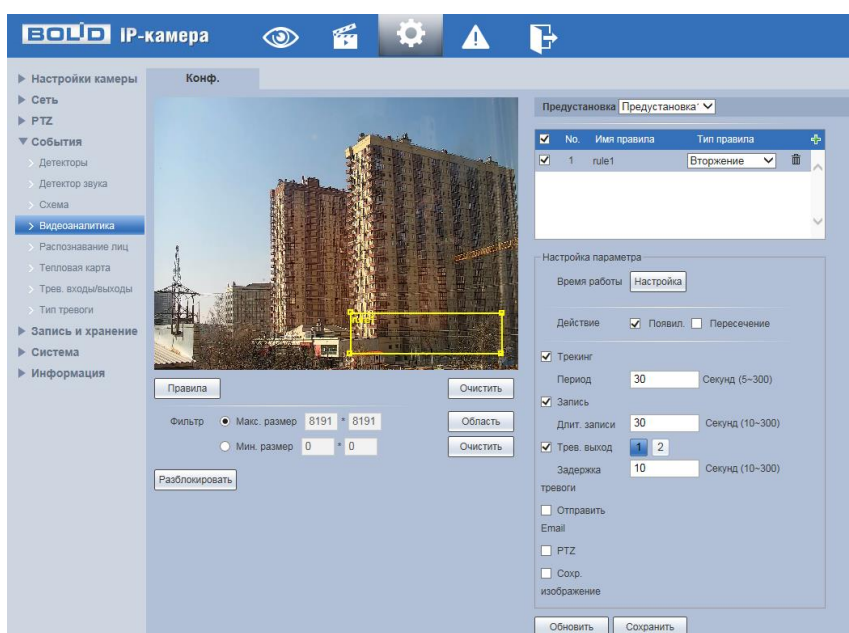 BOLID IP-камера
Настройки камеры
Сеть
PTZ
События
Детекторы
Детектор звука
Схема
Видеоаналитика
Распознавание лиц
Тепловая карта
Трев. входы/выходы
Тип тревоги
Запись и хранение
Система
Информация
Конф.
rule1
Правила
Очистить
Фильтр Макс. размер 8191 * 8191 Область
Мин. размер 0 * 0 Очистить
Разблокировать
Предустановка Предустановка1
No. Имя правила Тип правила
1 rule1 Вторжение
Настройка параметра
Время работы Настройка
Действие Появил. Пересечение
Трекинг
Период 30 Секунд (5~300)
Запись
Длит. записи 30 Секунд (10~300)
Трев. выход 1 2
Задержка 10 Секунд (10~300)
тревоги
Отправить
Email
PTZ
Сохр.
изображение
Обновить Сохранить